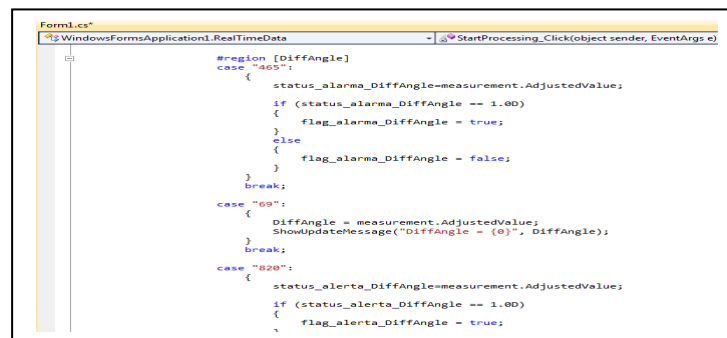 Form1.cs*
WindowsFormsApplication1.RealTimeData StartProcessing_Click(object sender, EventArgs e)
#region [DiffAngle]
case "465":
{
status_alarma_DiffAngle=measurement.AdjustedValue;
if (status_alarma_DiffAngle == 1.0D)
{
flag_alarma_DiffAngle = true;
}
else
{
flag_alarma_DiffAngle = false;
}
}
break;
case "69":
{
DiffAngle = measurement.AdjustedValue;
ShowUpdateMessage("DiffAngle = {0}", DiffAngle);
}
break;
case "820":
{
status_alerta_DiffAngle=measurement.AdjustedValue;
if (status_alerta_DiffAngle == 1.0D)
{
flag_alerta_DiffAngle = true;
}